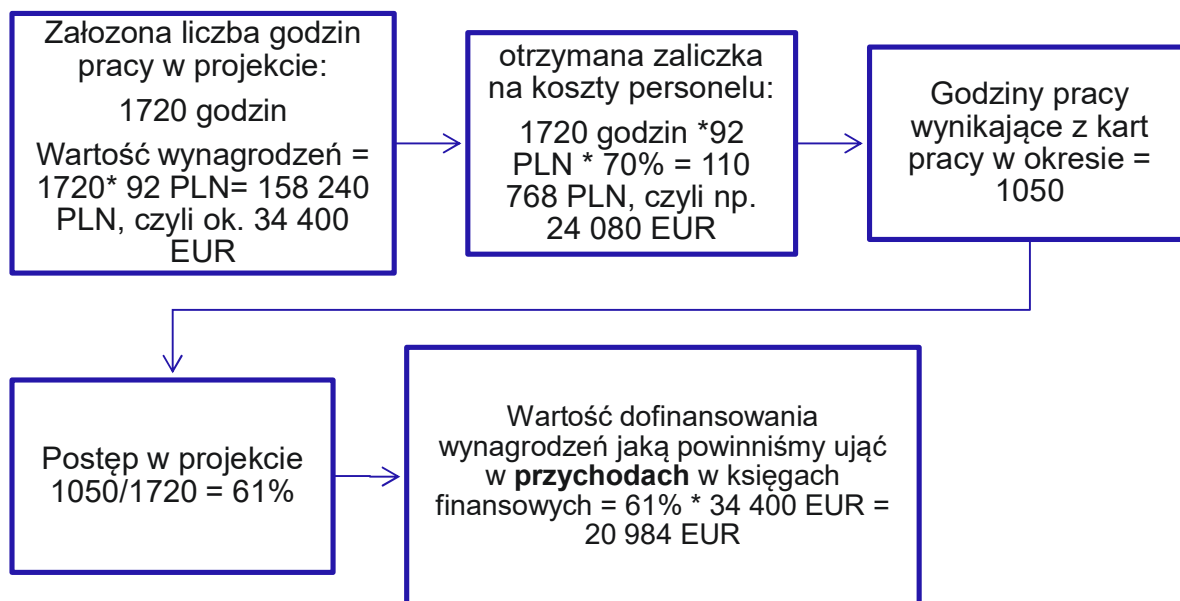 Załozona liczba godzin
pracy w projekcie:
1720 godzin
Wartość wynagrodzeń =
1720* 92 PLN= 158 240
PLN, czyli ok. 34 400
EUR
otrzymana zaliczka
na koszty personelu:
1720 godzin *92
PLN * 70% = 110
768 PLN, czyli np.
24 080 EUR
Godziny pracy
wynikające z kart
pracy w okresie =
1050
Postęp w projekcie
1050/1720 = 61%
Wartość dofinansowania
wynagrodzeń jaką powinniśmy ująć
w przychodach w księgach
finansowych = 61% * 34 400 EUR =
20 984 EUR